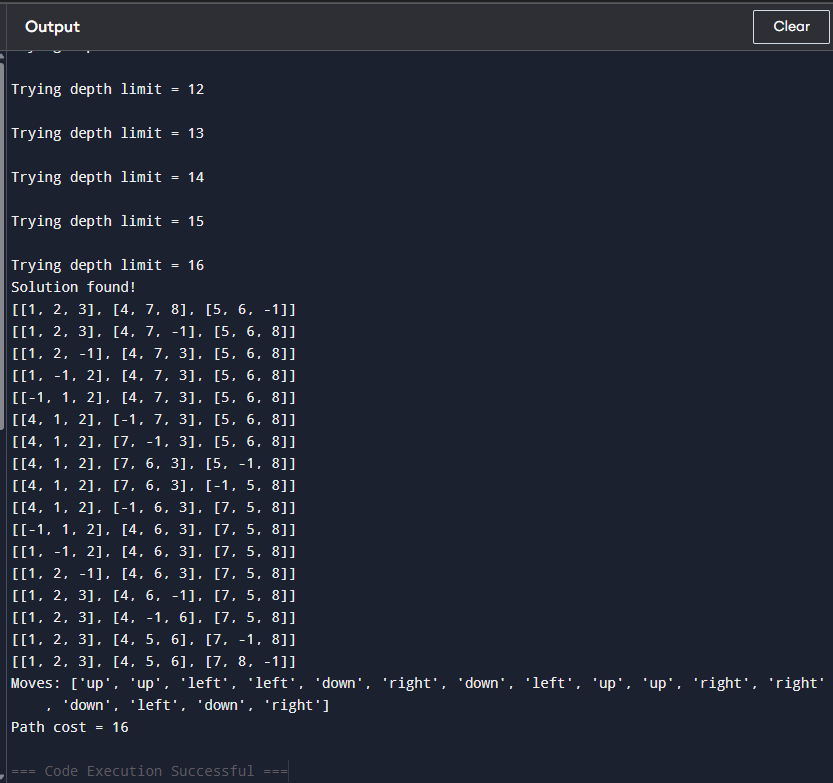 Output
Clear
Trying depth limit = 12
Trying depth limit = 13
Trying depth limit = 14
Trying depth limit = 15
Trying depth limit = 16
Solution found!
[[1, 2, 3], [4, 7, 8], [5, 6, -1]]
[[1, 2, 3], [4, 7, -1], [5, 6, 8]]
[[1, 2, -1], [4, 7, 3], [5, 6, 8]]
[[1, -1, 2], [4, 7, 3], [5, 6, 8]]
[[-1, 1, 2], [4, 7, 3], [5, 6, 8]]
[[4, 1, 2], [-1, 7, 3], [5, 6, 8]]
[[4, 1, 2], [7, -1, 3], [5, 6, 8]]
[[4, 1, 2], [7, 6, 3], [5, -1, 8]]
[[4, 1, 2], [7, 6, 3], [-1, 5, 8]]
[[4, 1, 2], [-1, 6, 3], [7, 5, 8]]
[[-1, 1, 2], [4, 6, 3], [7, 5, 8]]
[[1, -1, 2], [4, 6, 3], [7, 5, 8]]
[[1, 2, -1], [4, 6, 3], [7, 5, 8]]
[[1, 2, 3], [4, 6, -1], [7, 5, 8]]
[[1, 2, 3], [4, -1, 6], [7, 5, 8]]
[[1, 2, 3], [4, 5, 6], [7, -1, 8]]
[[1, 2, 3], [4, 5, 6], [7, 8, -1]]
Moves: ['up', 'up', 'left', 'left', 'down', 'right', 'down', 'left', 'up', 'up', 'right', 'right'
, 'down', 'left', 'down', 'right']
Path cost = 16
=== Code Execution Successful ===